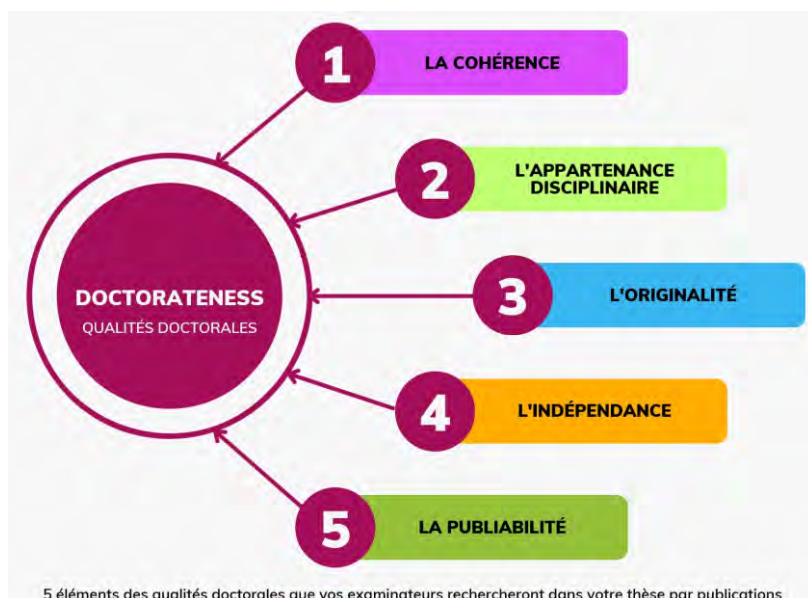 1
LA COHÉRENCE
2
L'APPARTENANCE
DISCIPLINAIRE
DOCTORATENESS
QUALITÉS DOCTORALES
3
L'ORIGINALITÉ
4
L'INDÉPENDANCE
5
LA PUBLIABILITÉ
5 éléments des qualités doctorales que vos examinateurs rechercheront dans votre thèse par publications